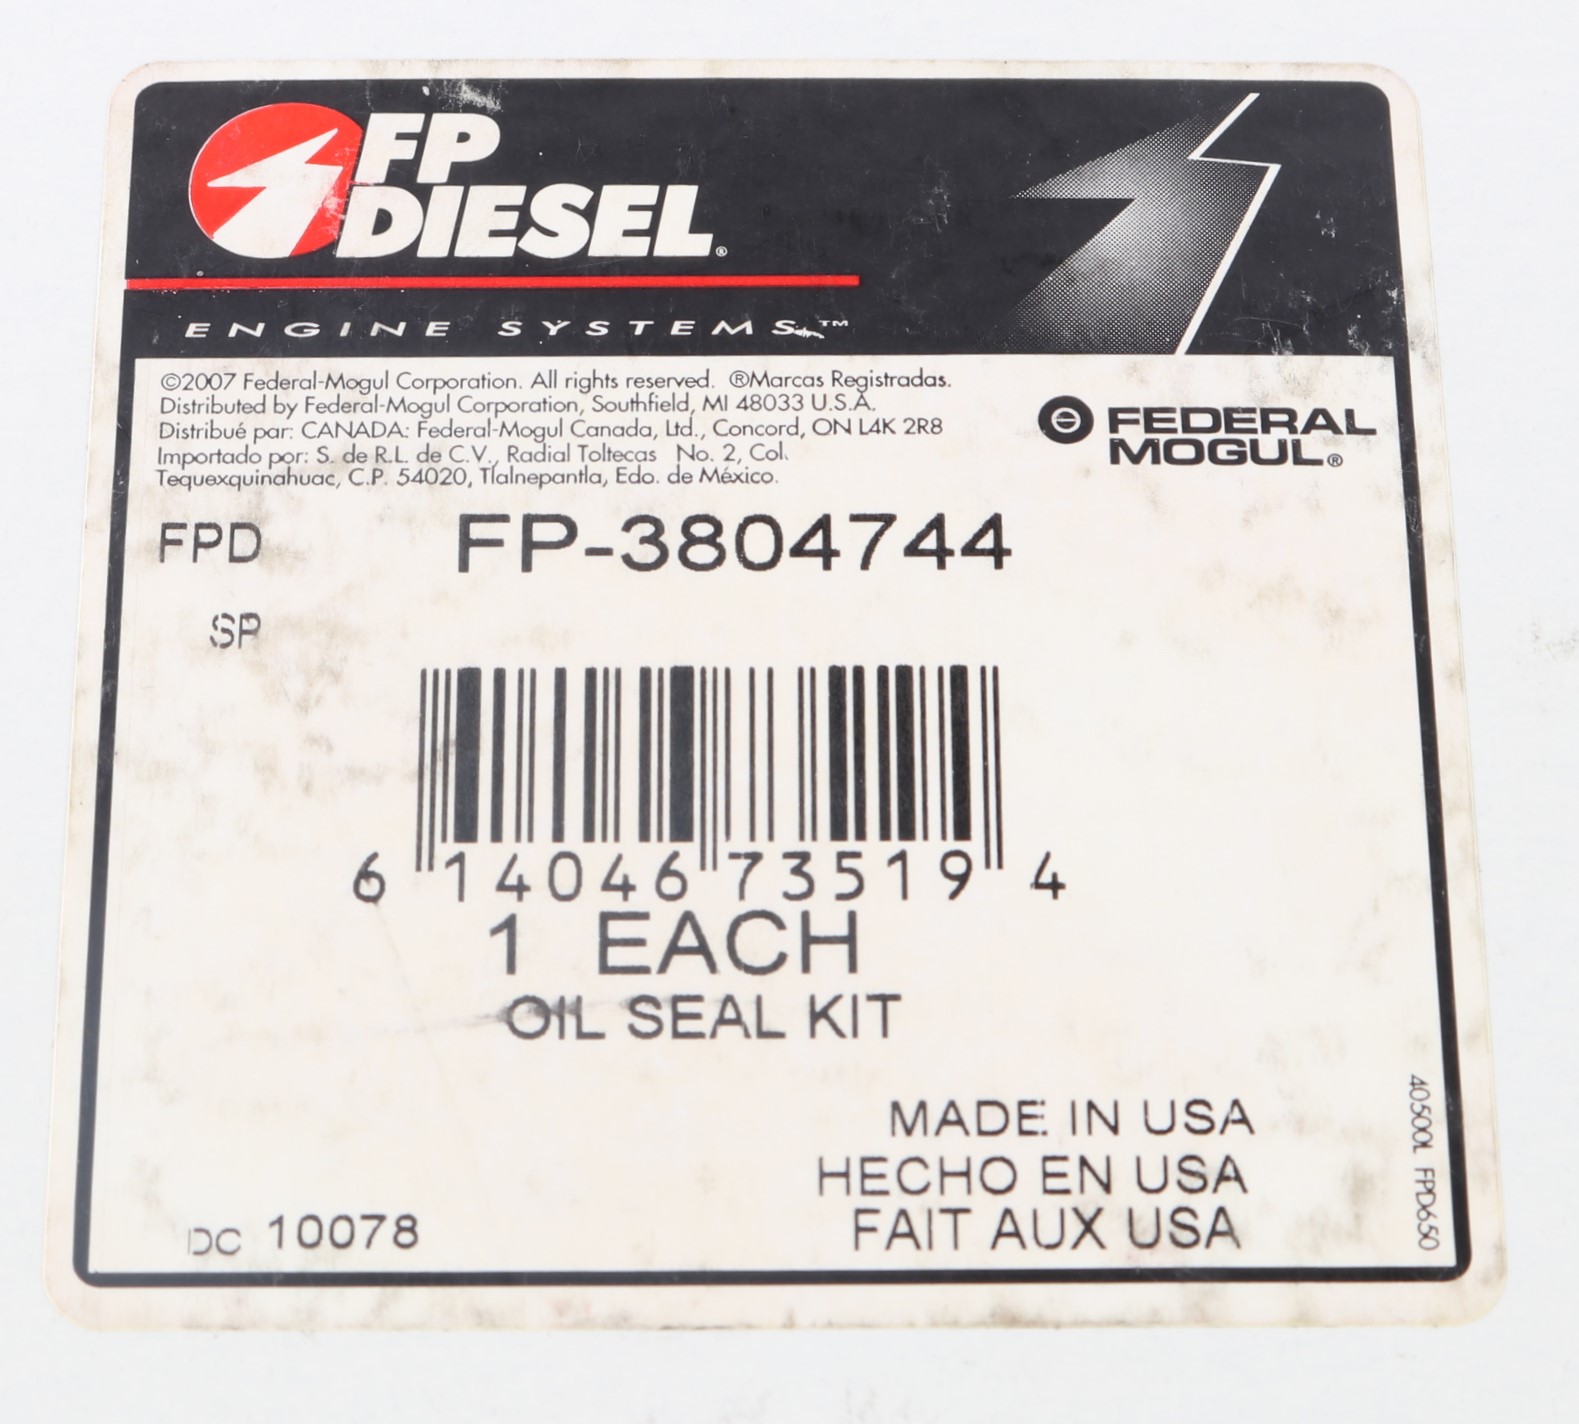 FP
DIESEL®
ENGINE SYSTEMS™
©2007 Federal-Mogul Corporation. All rights reserved. ®Marcas Registradas.
Distributed by Federal-Mogul Corporation, Southfield, MI 48033 U.S.A.
Distribué par: CANADA: Federal-Mogul Canada, Ltd., Concord, ON L4K 2R8
Importado por: S. de R.L. de C.V., Radial Toltecas No. 2, Col.
Tequexquinahuac, C.P. 54020, Tlalnepantla, Edo. de México.
FEDERAL
MOGUL®
FPD FP-3804744
SP
6 14046 73519 4
1 EACH
OIL SEAL KIT
MADE IN USA
HECHO EN USA
FAIT AUX USA
DC 10078
40500L FPD650